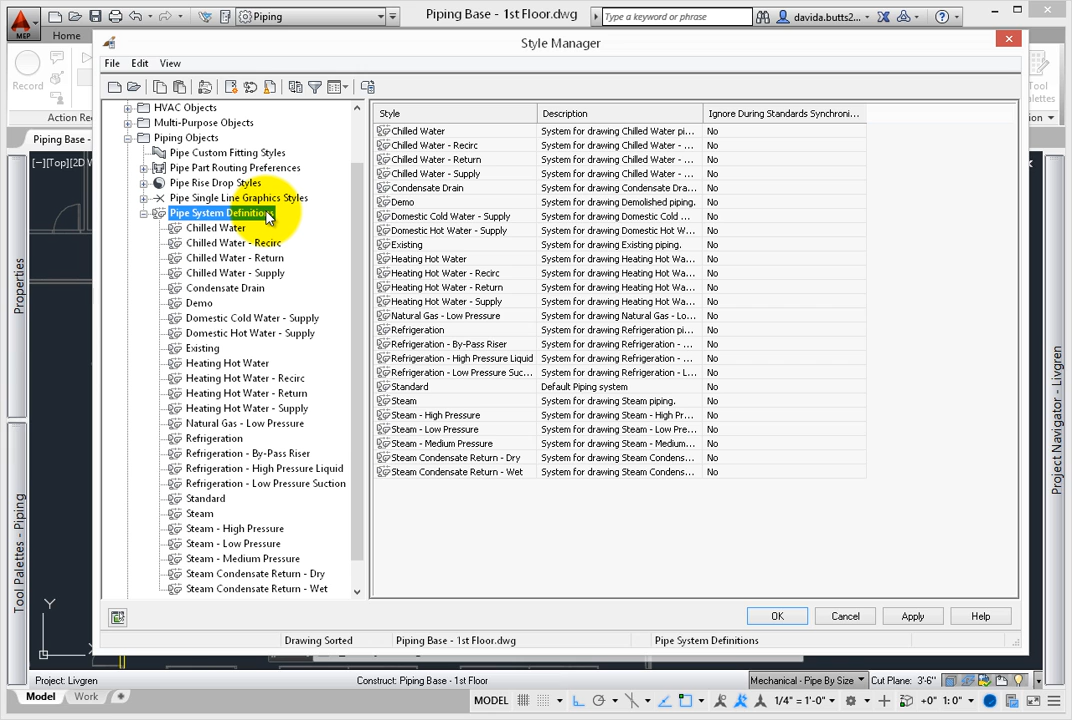 MEP
Piping
Piping Base - 1st Floor.dwg
Type a keyword or phrase
davida.butts2...
Home
Style Manager
File Edit View
Record
Action Rec
Tool
lettes
ion
Piping Base -
[−][Top][2D W
HVAC Objects
Multi-Purpose Objects
Piping Objects
Pipe Custom Fitting Styles
Pipe Part Routing Preferences
Pipe Rise Drop Styles
Pipe Single Line Graphics Styles
Pipe System Definitions
Chilled Water
Chilled Water - Recirc
Chilled Water - Return
Chilled Water - Supply
Condensate Drain
Demo
Domestic Cold Water - Supply
Domestic Hot Water - Supply
Existing
Heating Hot Water
Heating Hot Water - Recirc
Heating Hot Water - Return
Heating Hot Water - Supply
Natural Gas - Low Pressure
Refrigeration
Refrigeration - By-Pass Riser
Refrigeration - High Pressure Liquid
Refrigeration - Low Pressure Suction
Standard
Steam
Steam - High Pressure
Steam - Low Pressure
Steam - Medium Pressure
Steam Condensate Return - Dry
Steam Condensate Return - Wet
Style Description Ignore During Standards Synchroni...
Chilled Water System for drawing Chilled Water pi... No
Chilled Water - Recirc System for drawing Chilled Water - ... No
Chilled Water - Return System for drawing Chilled Water - ... No
Chilled Water - Supply System for drawing Chilled Water - ... No
Condensate Drain System for drawing Condensate Dra... No
Demo System for drawing Demolished piping. No
Domestic Cold Water - Supply System for drawing Domestic Cold ... No
Domestic Hot Water - Supply System for drawing Domestic Hot W... No
Existing System for drawing Existing piping. No
Heating Hot Water System for drawing Heating Hot Wa... No
Heating Hot Water - Recirc System for drawing Heating Hot Wa... No
Heating Hot Water - Return System for drawing Heating Hot Wa... No
Heating Hot Water - Supply System for drawing Heating Hot Wa... No
Natural Gas - Low Pressure System for drawing Natural Gas - Lo... No
Refrigeration System for drawing Refrigeration pi... No
Refrigeration - By-Pass Riser System for drawing Refrigeration - ... No
Refrigeration - High Pressure Liquid System for drawing Refrigeration - ... No
Refrigeration - Low Pressure Suc... System for drawing Refrigeration - L... No
Standard Default Piping system No
Steam System for drawing Steam piping. No
Steam - High Pressure System for drawing Steam - High Pr... No
Steam - Low Pressure System for drawing Steam - Low Pre... No
Steam - Medium Pressure System for drawing Steam - Medium... No
Steam Condensate Return - Dry System for drawing Steam Condens... No
Steam Condensate Return - Wet System for drawing Steam Condens... No
Properties
Tool Palettes - Piping
Project Navigator - Livgren
OK Cancel Apply Help
Drawing Sorted Piping Base - 1st Floor.dwg Pipe System Definitions
Y
Project: Livgren Construct: Piping Base - 1st Floor Mechanical - Pipe By Size Cut Plane: 3'-6"
Model Work MODEL 1/4" = 1'-0" +0" 1: 0"